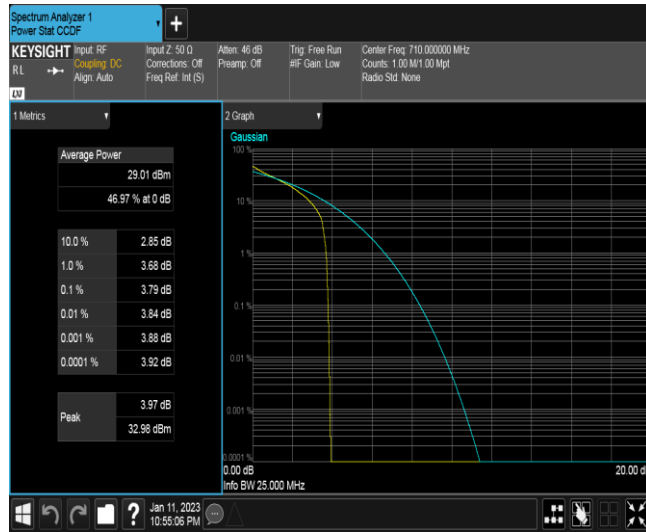 Spectrum Analyzer 1
Power Stat CCDF
KEYSIGHT
RL
LXI
Input: RF
Coupling: DC
Align: Auto
Input Z: 50 Ω
Corrections: Off
Freq Ref: Int (S)
Atten: 46 dB
Preamp: Off
Trig: Free Run
#IF Gain: Low
Center Freq: 710.000000 MHz
Counts: 1.00 M/1.00 Mpt
Radio Std: None
1 Metrics
Average Power
29.01 dBm
46.97 % at 0 dB
10.0 % 2.85 dB
1.0 % 3.68 dB
0.1 % 3.79 dB
0.01 % 3.84 dB
0.001 % 3.88 dB
0.0001 % 3.92 dB
Peak
3.97 dB
32.98 dBm
2 Graph
Gaussian
100 %
10 %
1 %
0.1 %
0.01 %
0.001 %
0.0001 %
0.00 dB
20.00 d
Info BW 25.000 MHz
?
Jan 11, 2023
10:55:06 PM